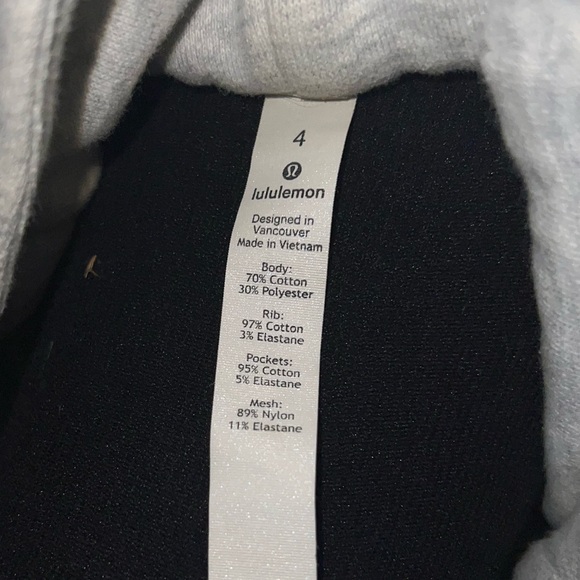 4
lululemon
Designed in
Vancouver
Made in Vietnam
Body:
70% Cotton
30% Polyester
Rib:
97% Cotton
3% Elastane
Pockets:
95% Cotton
5% Elastane
Mesh:
89% Nylon
11% Elastane